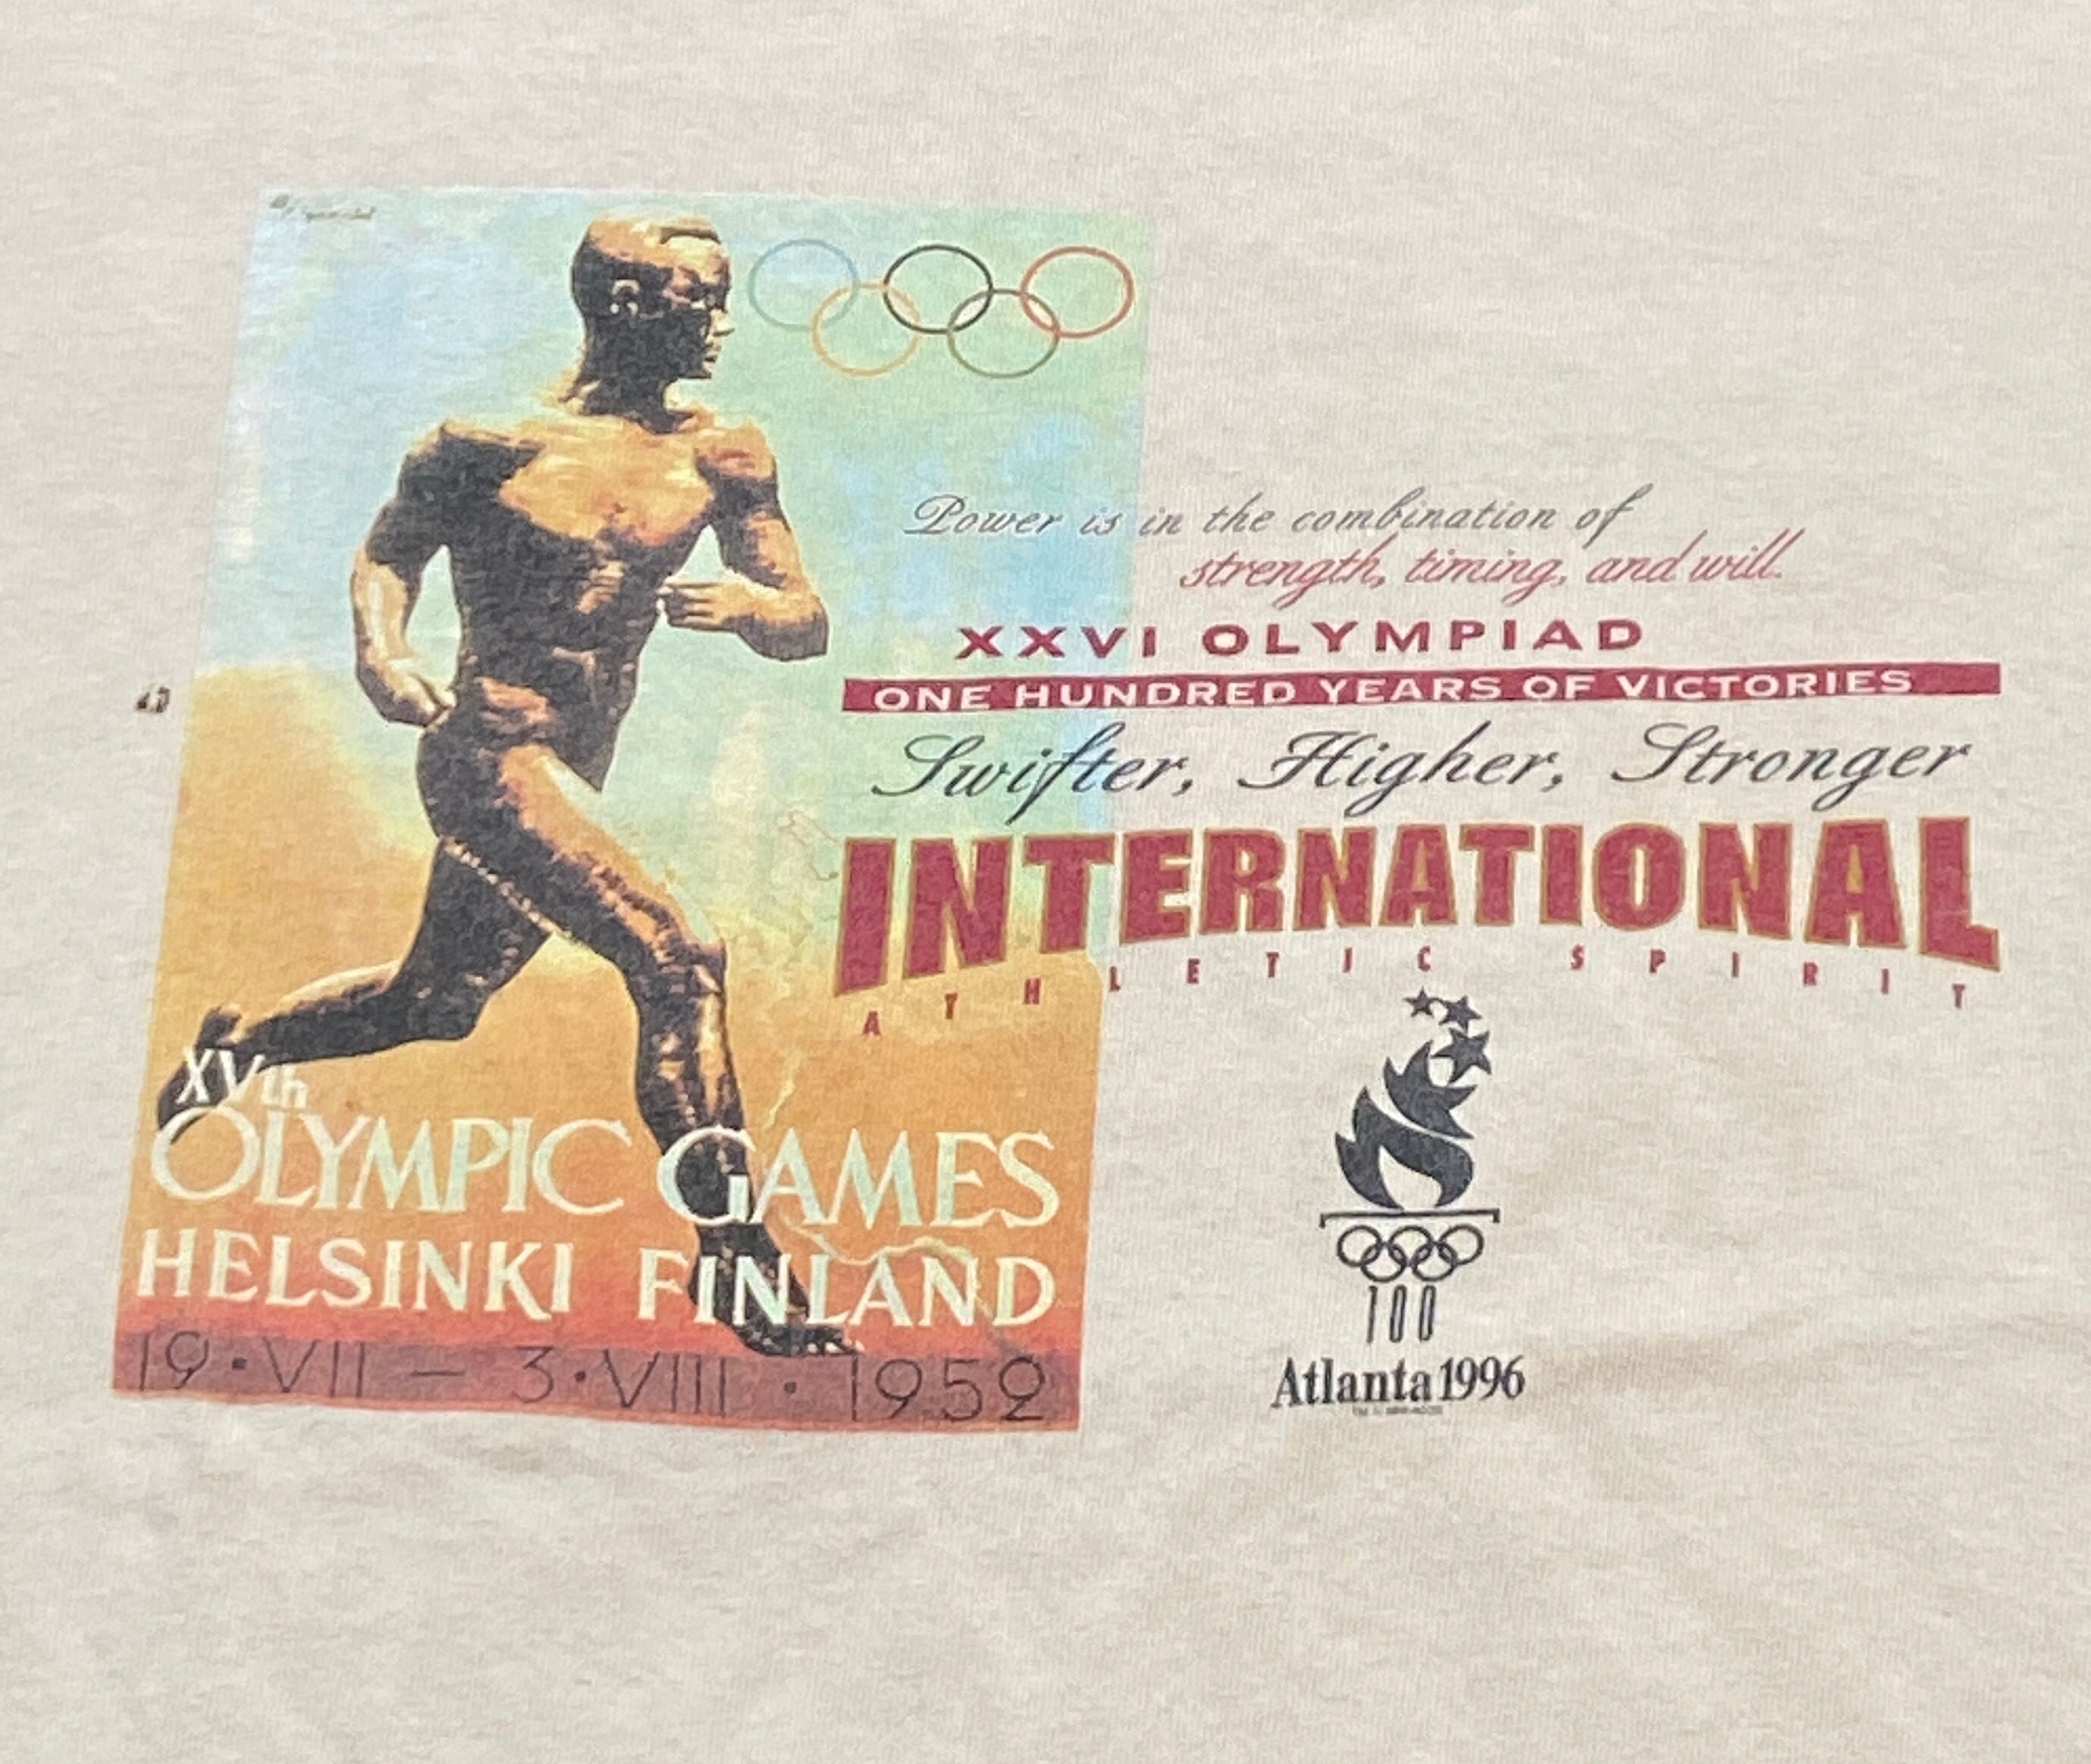 XVth
OLYMPIC GAMES
HELSINKI FINLAND
19·VII — 3·VIII · 1952
Power is in the combination of
strength, timing, and will.
XXVI OLYMPIAD
ONE HUNDRED YEARS OF VICTORIES
Swifter, Higher, Stronger
INTERNATIONAL
ATHLETIC SPIRIT
100
Atlanta 1996